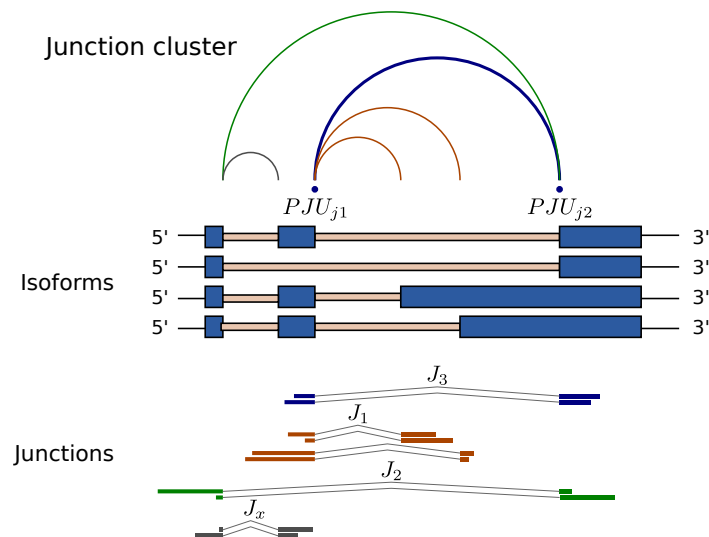 Junction cluster
PJU_{j1} PJU_{j2}
5' 3'
5' 3'
Isoforms
5' 3'
5' 3'
J_3
J_1
Junctions
J_2
J_x